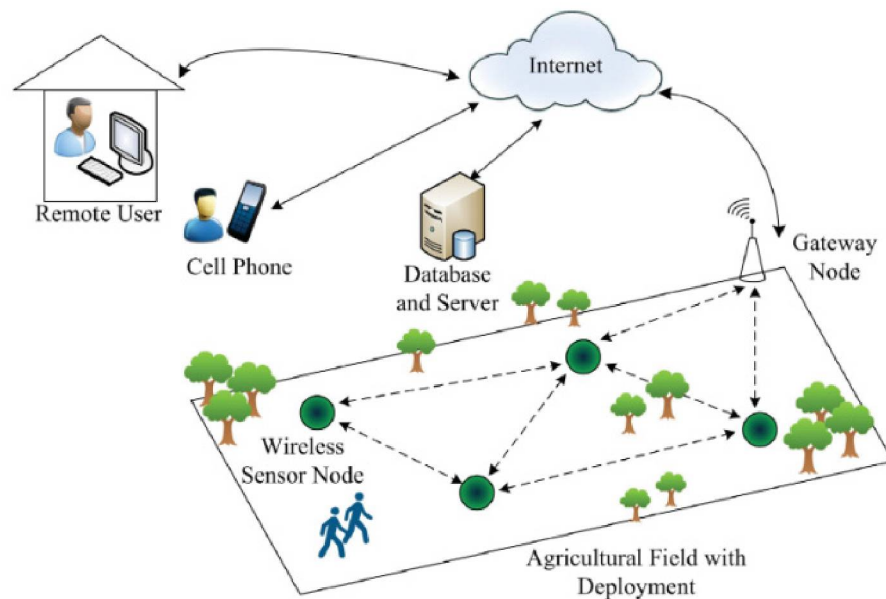 Internet
Remote User
Cell Phone
Database
and Server
Gateway
Node
Wireless
Sensor Node
Agricultural Field with
Deployment